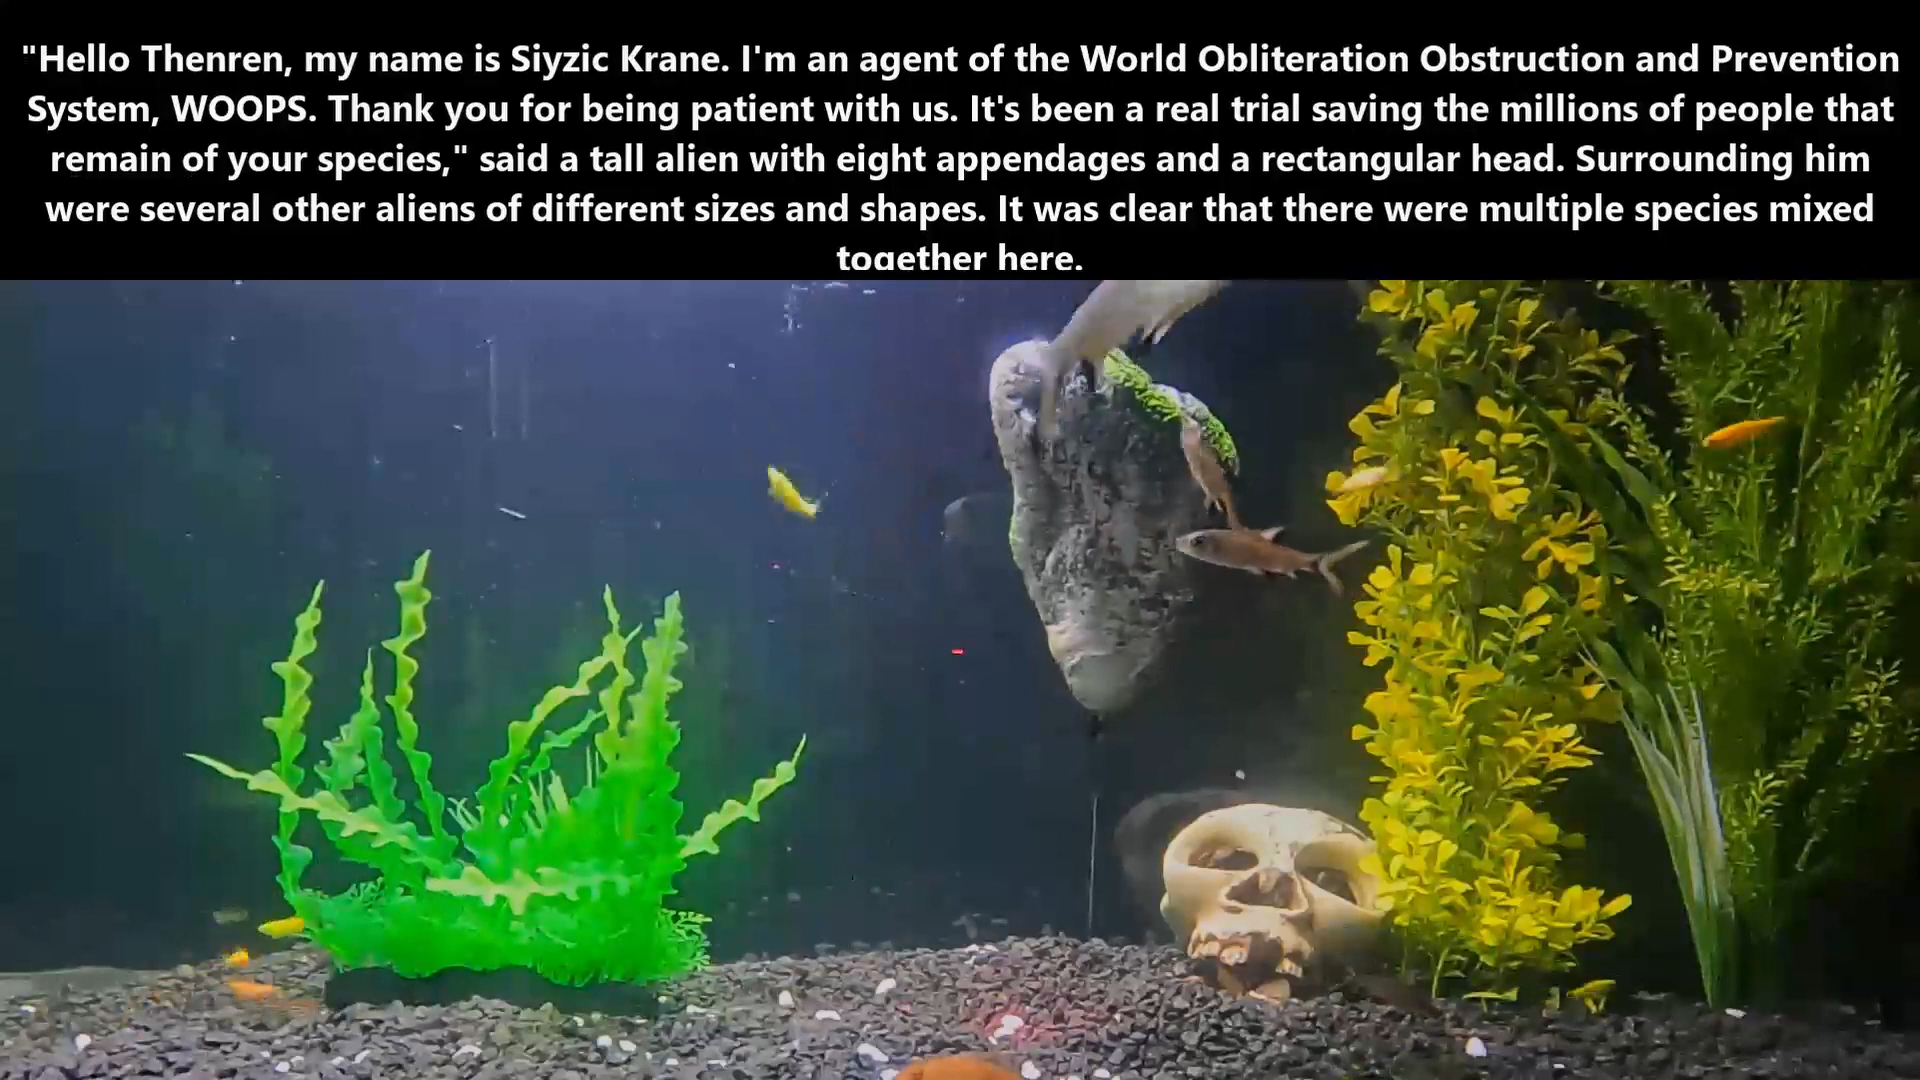 "Hello Thenren, my name is Siyzic Krane. I'm an agent of the World Obliteration Obstruction and Prevention
System, WOOPS. Thank you for being patient with us. It's been a real trial saving the millions of people that
remain of your species," said a tall alien with eight appendages and a rectangular head. Surrounding him
were several other aliens of different sizes and shapes. It was clear that there were multiple species mixed
together here.